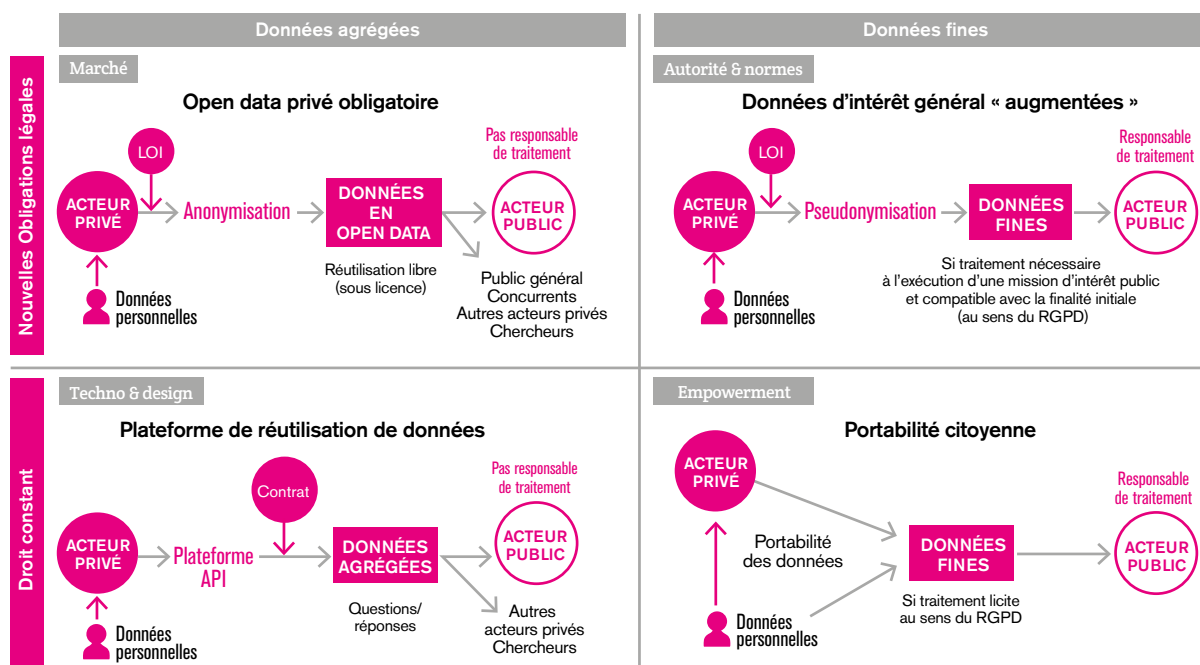 Données agrégées
Données fines
Nouvelles Obligations légales
Marché
Open data privé obligatoire
LOI
ACTEUR
PRIVÉ
Anonymisation
DONNÉES
EN
OPEN DATA
Réutilisation libre
(sous licence)
Pas responsable
de traitement
ACTEUR
PUBLIC
Public général
Concurrents
Autres acteurs privés
Chercheurs
Données
personnelles
Autorité & normes
Données d'intérêt général « augmentées »
LOI
ACTEUR
PRIVÉ
Pseudonymisation
DONNÉES
FINES
Responsable
de traitement
ACTEUR
PUBLIC
Si traitement nécessaire
à l'exécution d'une mission d'intérêt public
et compatible avec la finalité initiale
(au sens du RGPD)
Données
personnelles
Droit constant
Techno & design
Plateforme de réutilisation de données
Contrat
ACTEUR
PRIVÉ
Plateforme
API
DONNÉES
AGRÉGÉES
Questions/
réponses
Pas responsable
de traitement
ACTEUR
PUBLIC
Autres
acteurs privés
Chercheurs
Données
personnelles
Empowerment
Portabilité citoyenne
ACTEUR
PRIVÉ
Portabilité
des données
DONNÉES
FINES
Si traitement licite
au sens du RGPD
Responsable
de traitement
ACTEUR
PUBLIC
Données
personnelles